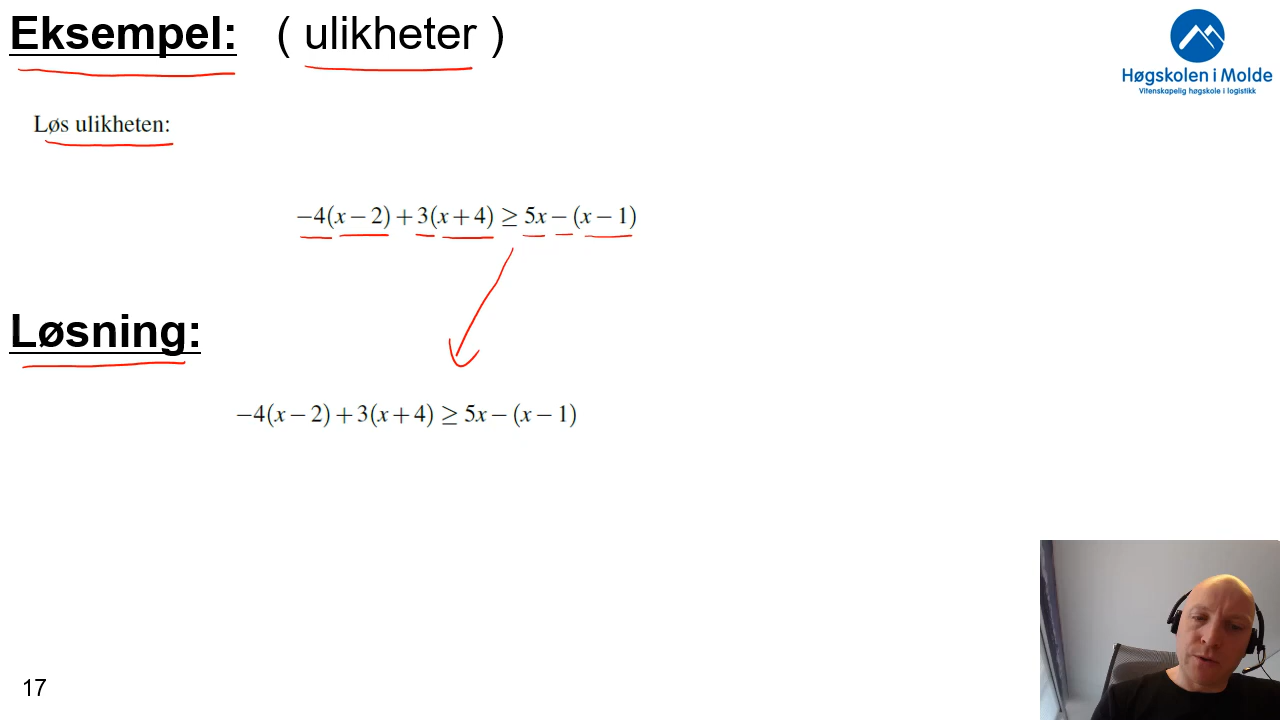 Eksempel: ( ulikheter )
Høgskolen i Molde
Vitenskapelig høgskole i logistikk
Løs ulikheten:
−4(x − 2) + 3(x + 4) ≥ 5x − (x − 1)
Løsning:
−4(x − 2) + 3(x + 4) ≥ 5x − (x − 1)
17